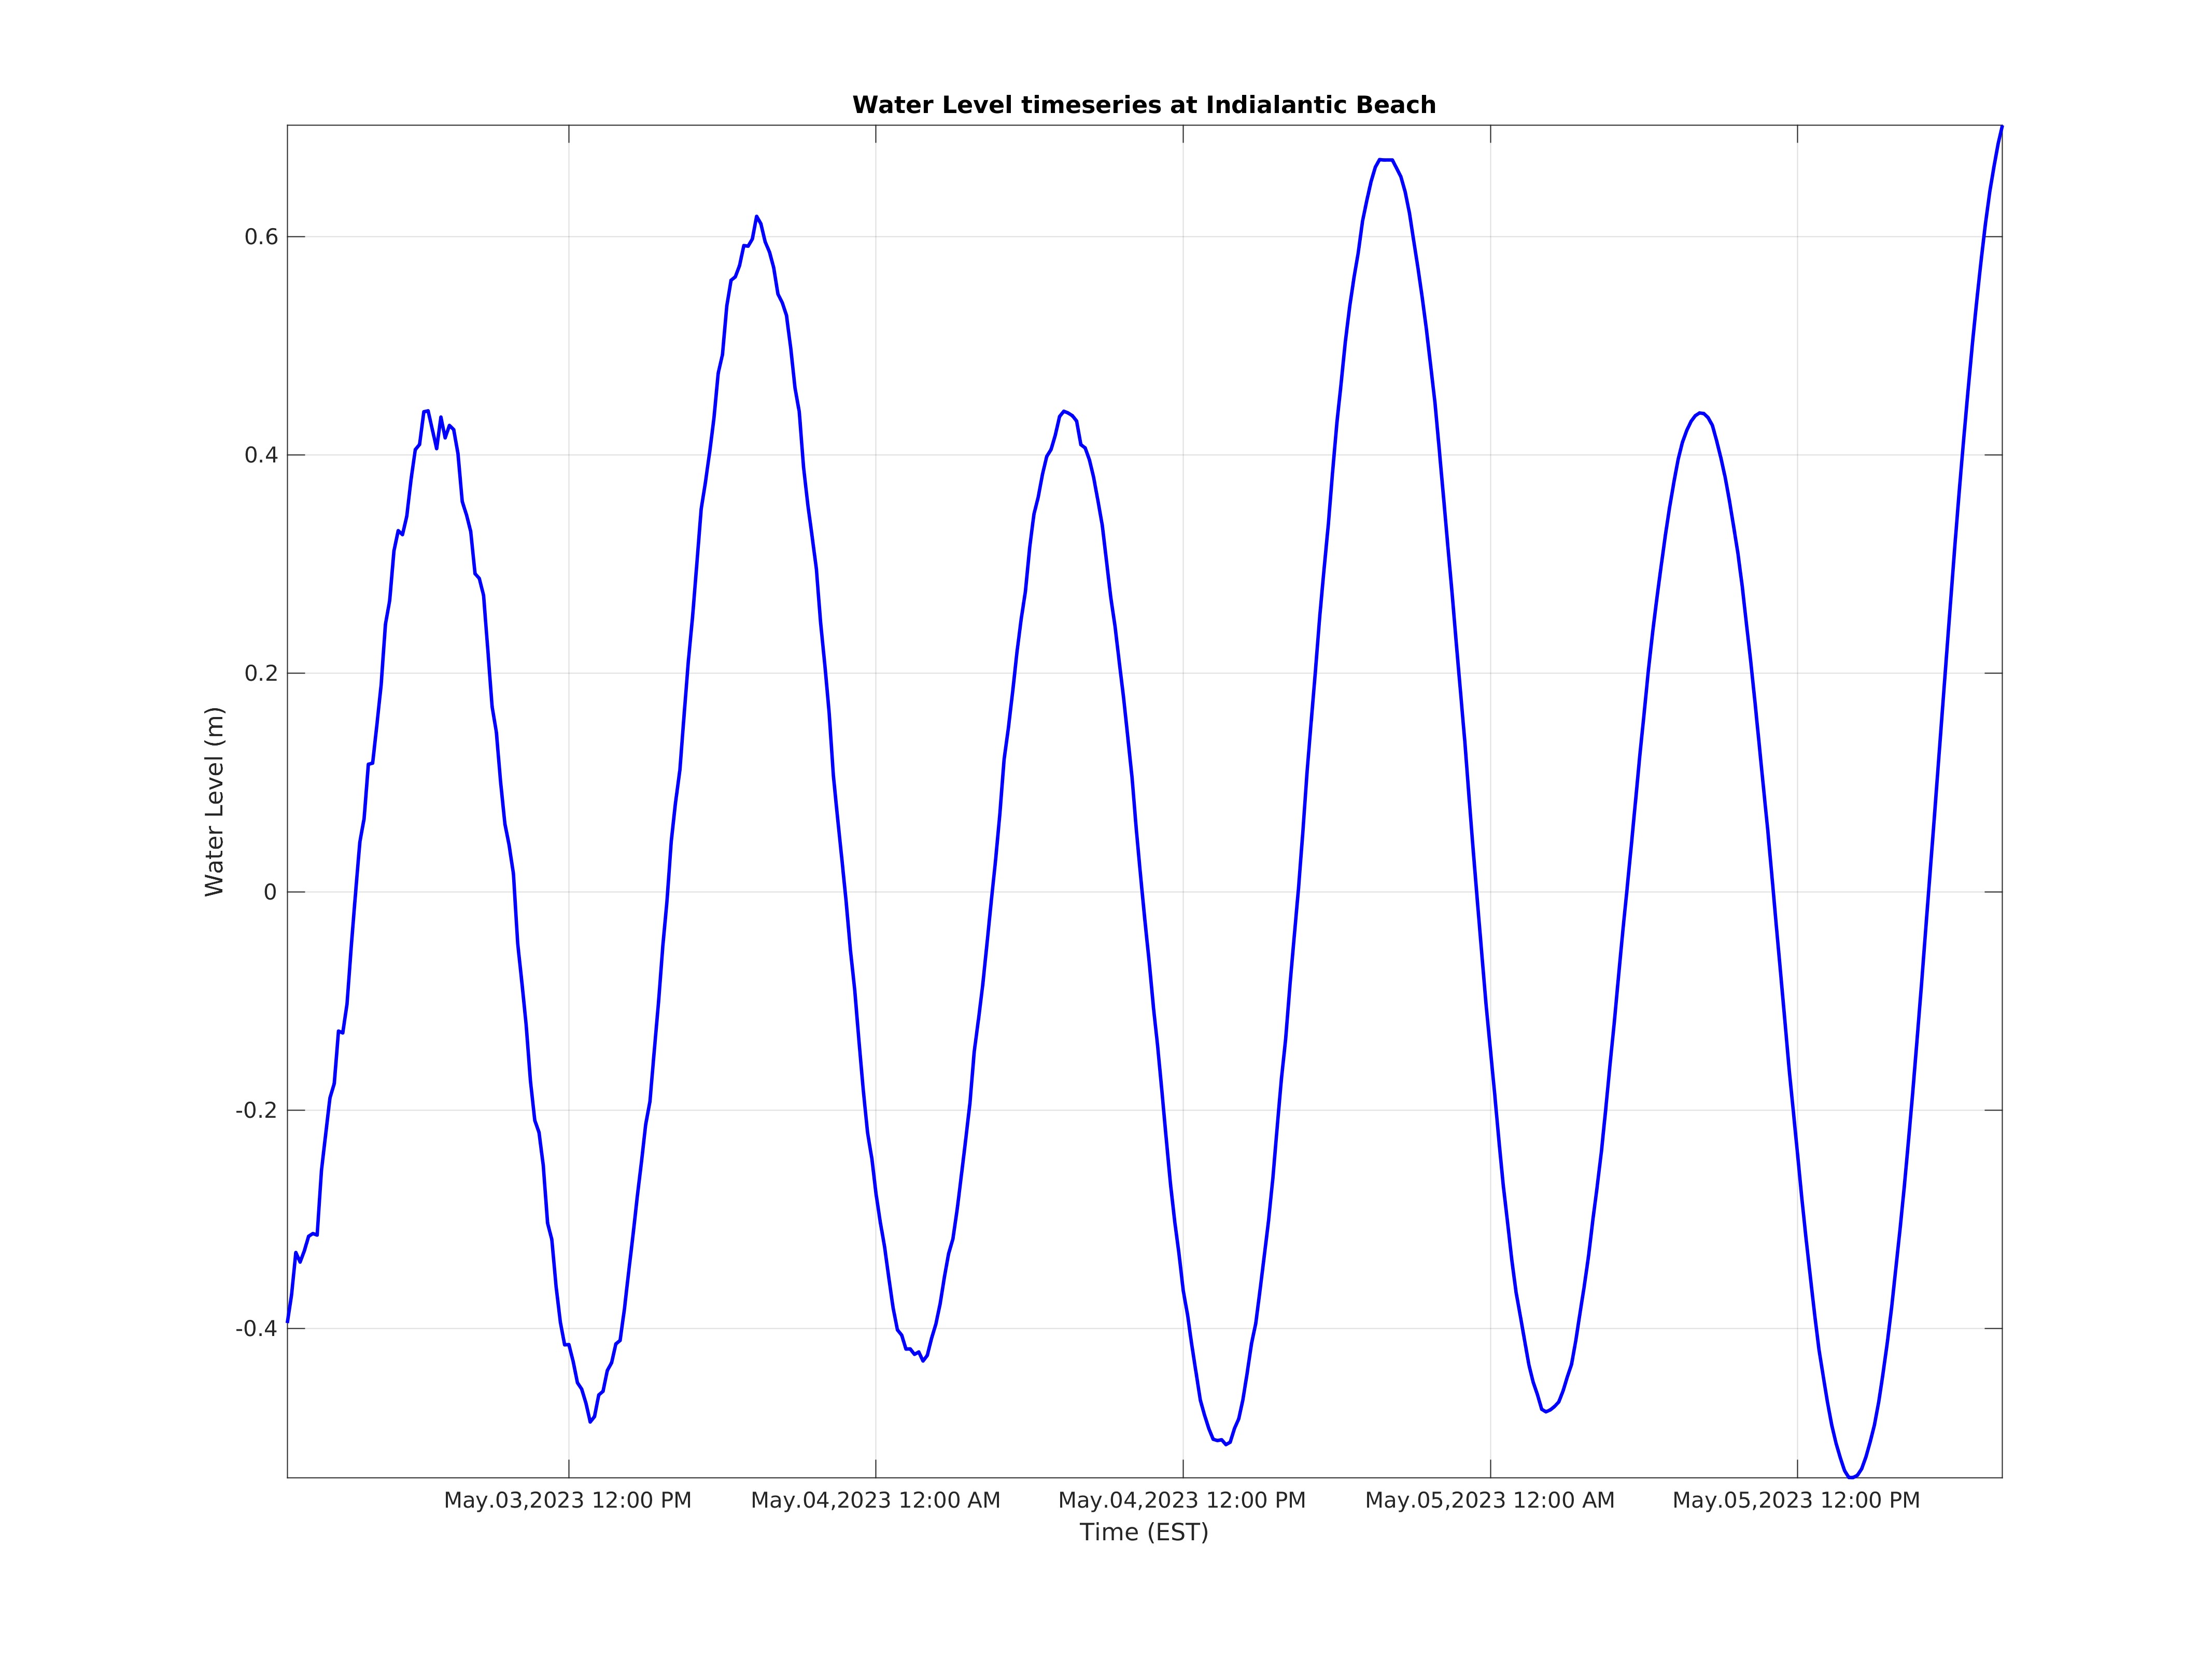 Water Level timeseries at Indialantic Beach
0.6
0.4
0.2
0
-0.2
-0.4
Water Level (m)
May.03,2023 12:00 PM
May.04,2023 12:00 AM
May.04,2023 12:00 PM
May.05,2023 12:00 AM
May.05,2023 12:00 PM
Time (EST)